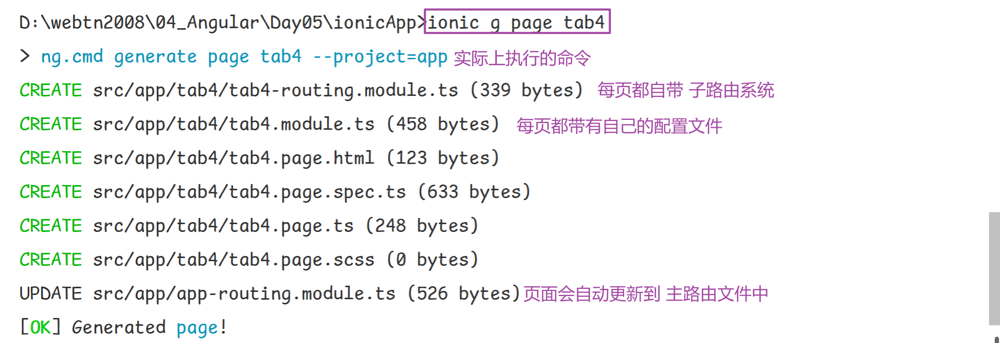 D:\webtn2008\04_Angular\Day05\ionicApp>ionic g page tab4
> ng.cmd generate page tab4 --project=app 实际上执行的命令
CREATE src/app/tab4/tab4-routing.module.ts (339 bytes) 每页都自带 子路由系统
CREATE src/app/tab4/tab4.module.ts (458 bytes) 每页都带有自己的配置文件
CREATE src/app/tab4/tab4.page.html (123 bytes)
CREATE src/app/tab4/tab4.page.spec.ts (633 bytes)
CREATE src/app/tab4/tab4.page.ts (248 bytes)
CREATE src/app/tab4/tab4.page.scss (0 bytes)
UPDATE src/app/app-routing.module.ts (526 bytes) 页面会自动更新到 主路由文件中
[OK] Generated page!